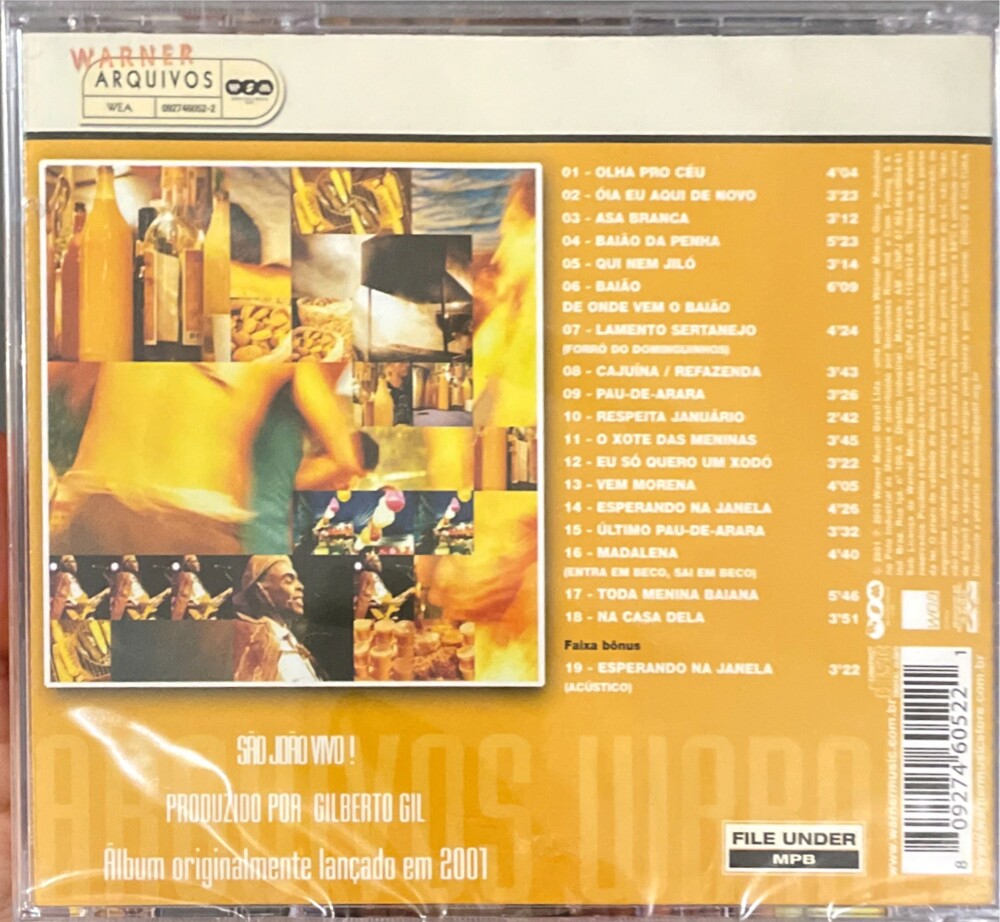 WARNER
ARQUIVOS
WEA
092746052-2
01 - OLHA PRO CÉU 4'04
02 - ÓIA EU AQUI DE NOVO 3'23
03 - ASA BRANCA 3'12
04 - BAIÃO DA PENHA 5'23
05 - QUI NEM JILÓ 3'14
06 - BAIÃO 6'09
DE ONDE VEM O BAIÃO
07 - LAMENTO SERTANEJO 4'24
(FORRÓ DO DOMINGUINHOS)
08 - CAJUÍNA / REFAZENDA 3'43
09 - PAU-DE-ARARA 3'26
10 - RESPEITA JANUÁRIO 2'42
11 - O XOTE DAS MENINAS 3'45
12 - EU SÓ QUERO UM XODÓ 3'22
13 - VEM MORENA 4'05
14 - ESPERANDO NA JANELA 4'26
15 - ÚLTIMO PAU-DE-ARARA 3'32
16 - MADALENA 4'40
(ENTRA EM BECO, SAI EM BECO)
17 - TODA MENINA BAIANA 5'46
18 - NA CASA DELA 3'51
Faixa bônus
19 - ESPERANDO NA JANELA 3'22
(ACÚSTICO)
SÃO JOÃO VIVO !
PRODUZIDO POR GILBERTO GIL
Álbum originalmente lançado em 2001
FILE UNDER
MPB
www.warnermusic.com.br
8 09274 60522 1